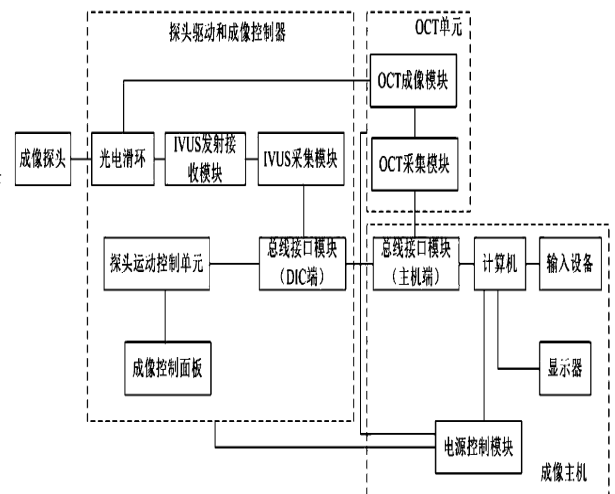 探头驱动和成像控制器
OCT单元
OCT成像模块
成像探头
光电滑环
IVUS发射接
收模块
IVUS采集模块
OCT采集模块
探头运动控制单元
总线接口模块
（DIC端）
总线接口模块
（主机端）
计算机
输入设备
成像控制面板
显示器
电源控制模块
成像主机